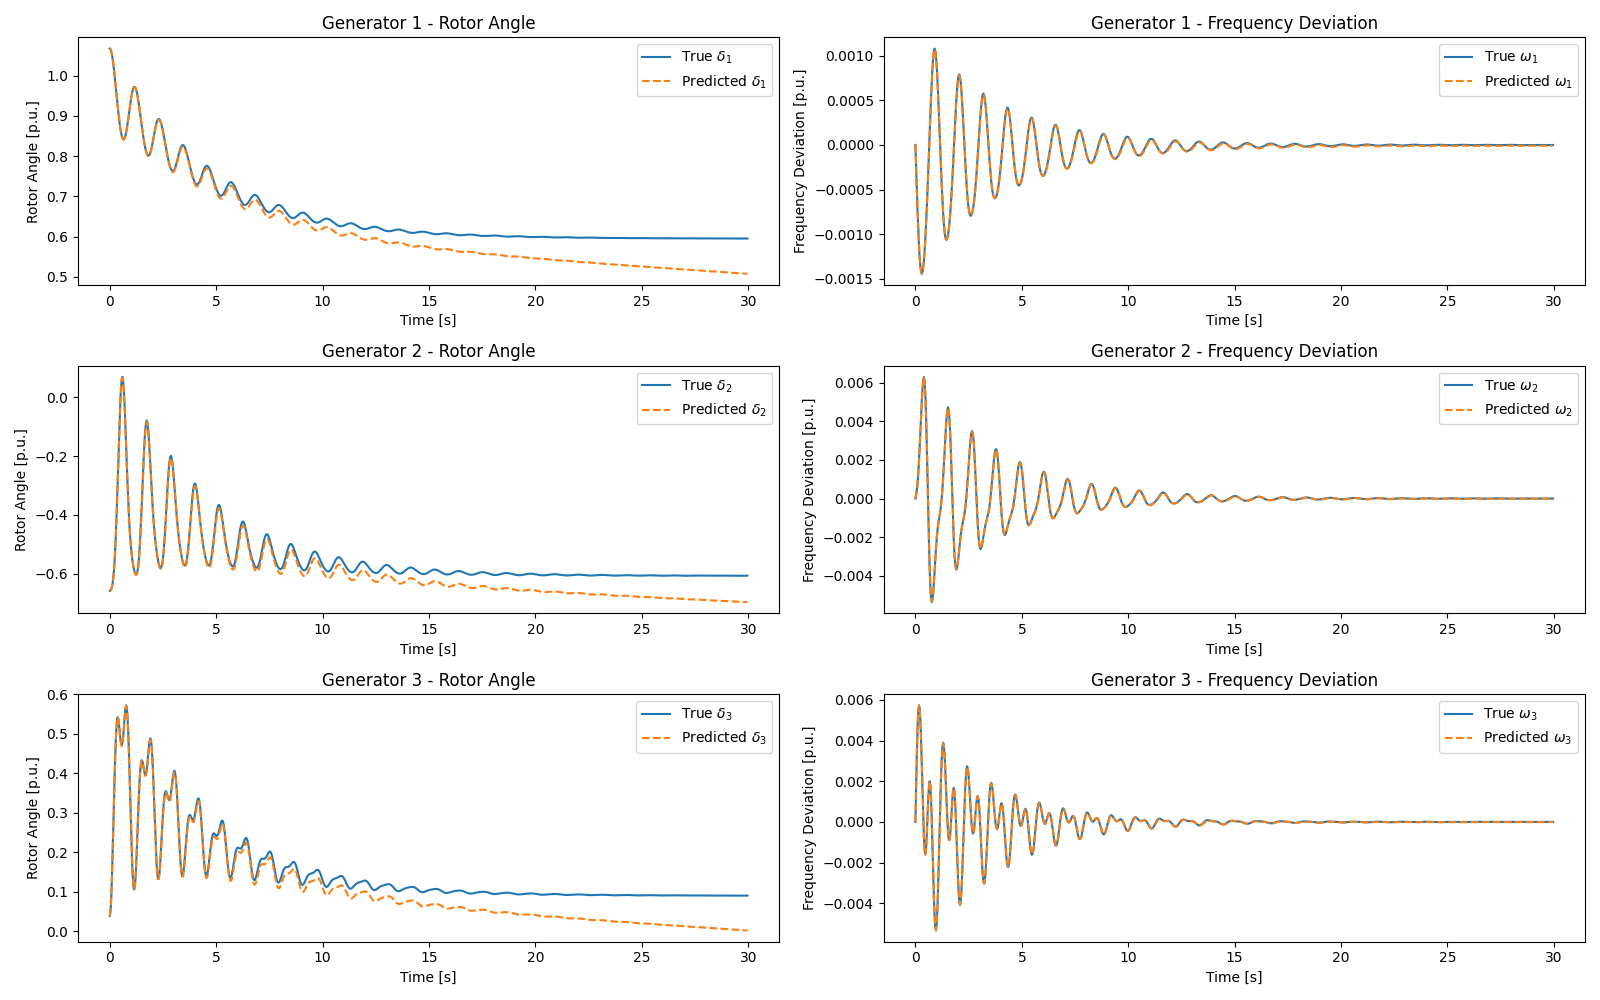 Generator 1 - Rotor Angle
Rotor Angle [p.u.]
1.0
0.9
0.8
0.7
0.6
0.5
True δ₁
Predicted δ₁
0 5 10 15 20 25 30
Time [s]
Generator 1 - Frequency Deviation
Frequency Deviation [p.u.]
0.0010
0.0005
0.0000
−0.0005
−0.0010
−0.0015
True ω₁
Predicted ω₁
0 5 10 15 20 25 30
Time [s]
Generator 2 - Rotor Angle
Rotor Angle [p.u.]
0.0
−0.2
−0.4
−0.6
True δ₂
Predicted δ₂
0 5 10 15 20 25 30
Time [s]
Generator 2 - Frequency Deviation
Frequency Deviation [p.u.]
0.006
0.004
0.002
0.000
−0.002
−0.004
True ω₂
Predicted ω₂
0 5 10 15 20 25 30
Time [s]
Generator 3 - Rotor Angle
Rotor Angle [p.u.]
0.6
0.5
0.4
0.3
0.2
0.1
0.0
True δ₃
Predicted δ₃
0 5 10 15 20 25 30
Time [s]
Generator 3 - Frequency Deviation
Frequency Deviation [p.u.]
0.006
0.004
0.002
0.000
−0.002
−0.004
True ω₃
Predicted ω₃
0 5 10 15 20 25 30
Time [s]